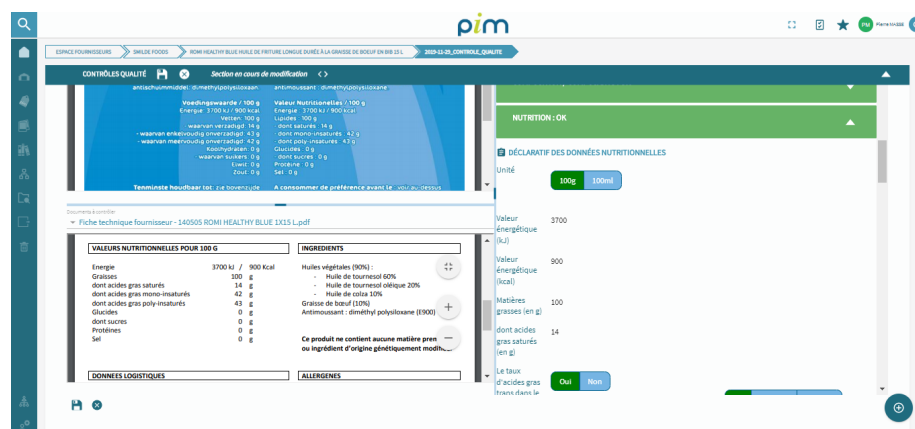 pim
PM Pierre MASSE
ESPACE FOURNISSEURS
SMILDE FOODS
ROMI HEALTHY BLUE HUILE DE FRITURE LONGUE DURÉE À LA GRAISSE DE BOEUF EN BIB 15 L
2019-11-25_CONTROLE_QUALITE
CONTRÔLES QUALITÉ
Section en cours de modification
antischuimmiddel: dimethylpolysiloxaan.
antimoussant : diméthylpolysiloxane.
Voedingswaarde / 100 g
Energie: 3700 kJ / 900 kcal
Vetten: 100 g
- waarvan verzadigd: 14 g
- waarvan enkelvoudig onverzadigd: 43 g
- waarvan meervoudig onverzadigd: 42 g
Koolhydraten: 0 g
waarvan suikers: 0 g
Eiwit: 0 g
Zout: 0 g
Valeur Nutritionelles / 100 g
Energie : 3700 kJ / 900 kcal
Lipides : 100 g
- dont saturés : 14 g
- dont mono-insaturés : 42 g
- dont poly-insaturés : 43 g
Glucides : 0 g
- dont sucres : 0 g
Protéine : 0 g
Sel : 0 g
Tenminste houdbaar tot: zie bovenzijde
A consommer de préférence avant le : voir au dessus
Documents à contrôler
Fiche technique fournisseur - 140505 ROMI HEALTHY BLUE 1X15 L.pdf
VALEURS NUTRITIONNELLES POUR 100 G
Energie 3700 kJ / 900 Kcal
Graisses 100 g
dont acides gras saturés 14 g
dont acides gras mono-insaturés 42 g
dont acides gras poly-insaturés 43 g
Glucides 0 g
dont sucres 0 g
Protéines 0 g
Sel 0 g
INGREDIENTS
Huiles végétales (90%) :
- Huile de tournesol 60%
- Huile de tournesol oléique 20%
- Huile de colza 10%
Graisse de bœuf (10%)
Antimoussant : diméthyl polysiloxane (E900)
Ce produit ne contient aucune matière
ou ingrédient d'origine génétiquement
DONNEES LOGISTIQUES
ALLERGENES
NUTRITION : OK
DÉCLARATIF DES DONNÉES NUTRITIONNELLES
Unité
100g 100ml
Valeur énergétique (kJ)
3700
Valeur énergétique (kcal)
900
Matières grasses (en g)
100
dont acides gras saturés (en g)
14
Le taux d'acides gras trans dans le
Oui Non